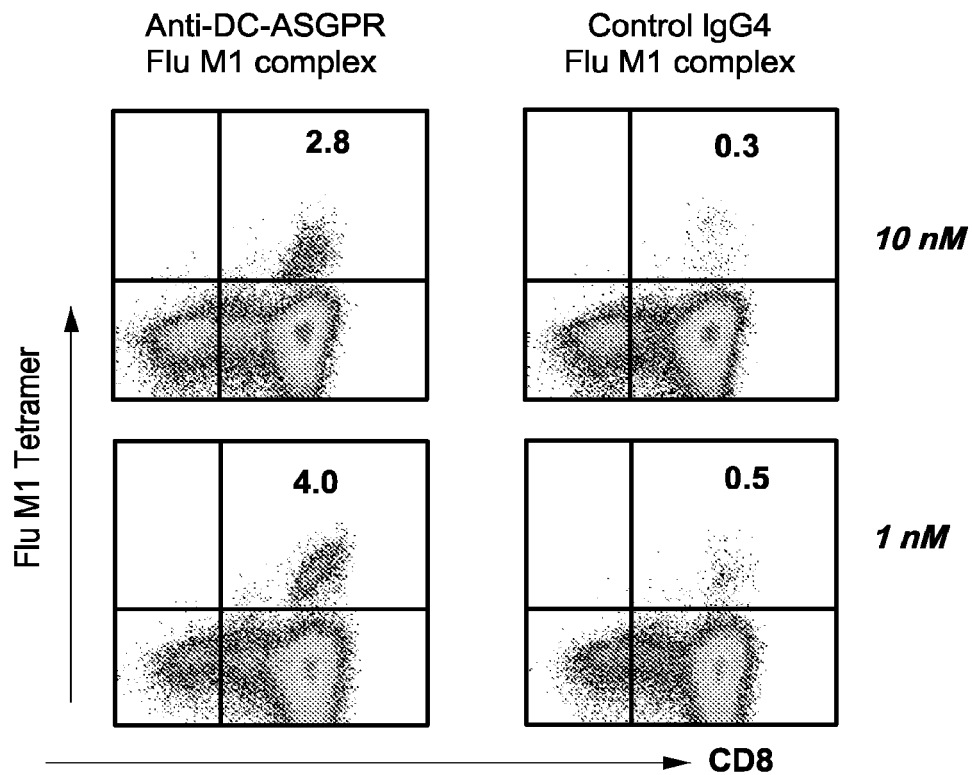 Anti-DC-ASGPR
Flu M1 complex
Control IgG4
Flu M1 complex
2.8
0.3
10 nM
4.0
0.5
1 nM
Flu M1 Tetramer
CD8